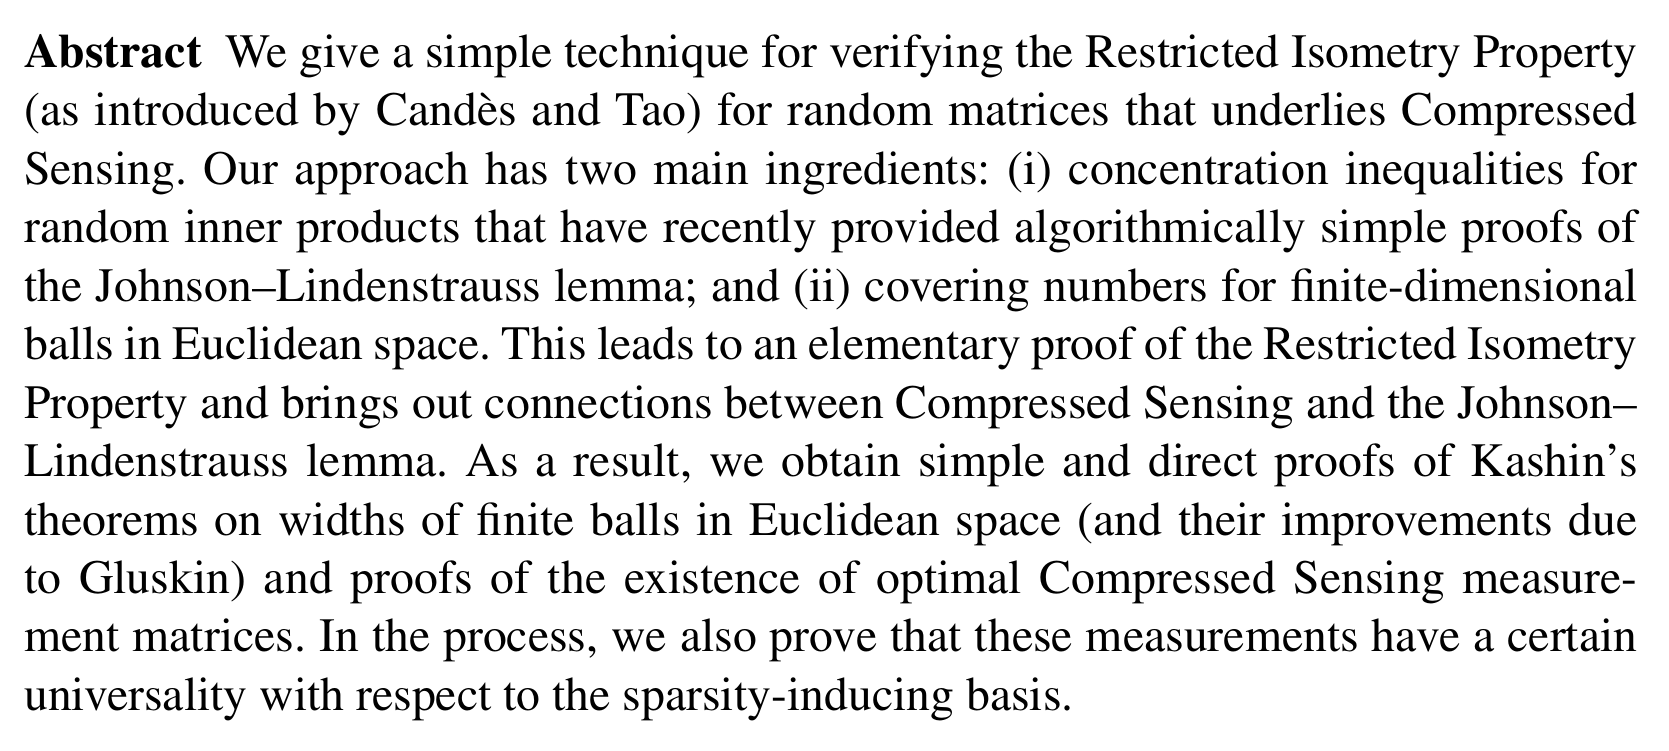 Abstract We give a simple technique for verifying the Restricted Isometry Property
(as introduced by Candès and Tao) for random matrices that underlies Compressed
Sensing. Our approach has two main ingredients: (i) concentration inequalities for
random inner products that have recently provided algorithmically simple proofs of
the Johnson–Lindenstrauss lemma; and (ii) covering numbers for finite-dimensional
balls in Euclidean space. This leads to an elementary proof of the Restricted Isometry
Property and brings out connections between Compressed Sensing and the Johnson–
Lindenstrauss lemma. As a result, we obtain simple and direct proofs of Kashin’s
theorems on widths of finite balls in Euclidean space (and their improvements due
to Gluskin) and proofs of the existence of optimal Compressed Sensing measure-
ment matrices. In the process, we also prove that these measurements have a certain
universality with respect to the sparsity-inducing basis.